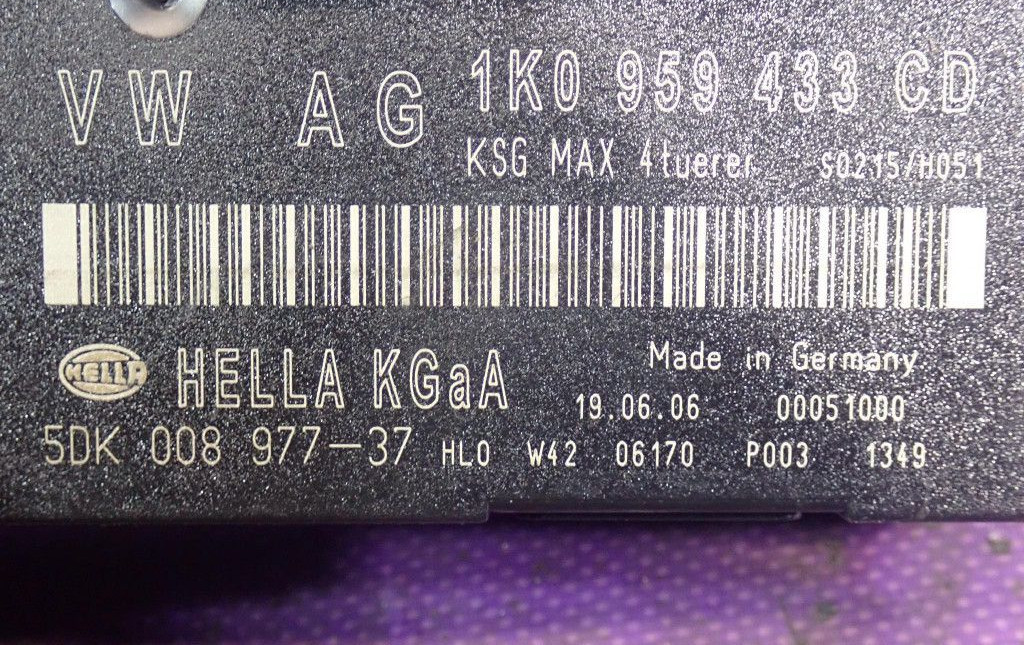 VW AG 1K0 959 433 CD
KSG MAX 4tuerer S0215/H051
HELLA HELLA KGaA Made in Germany
19.06.06 00051000
5DK 008 977-37 HL0 W42 06170 P003 1349